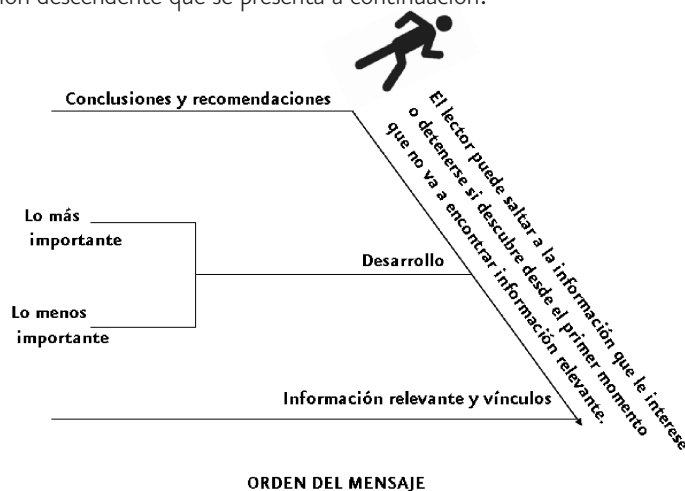 ión descendente que se presenta a continuación:
Conclusiones y recomendaciones
El lector puede saltar a la información que le interese
o detenerse si descubre desde el primer momento
que no va a encontrar información relevante.
Lo más
importante
Desarrollo
Lo menos
importante
Información relevante y vínculos
ORDEN DEL MENSAJE